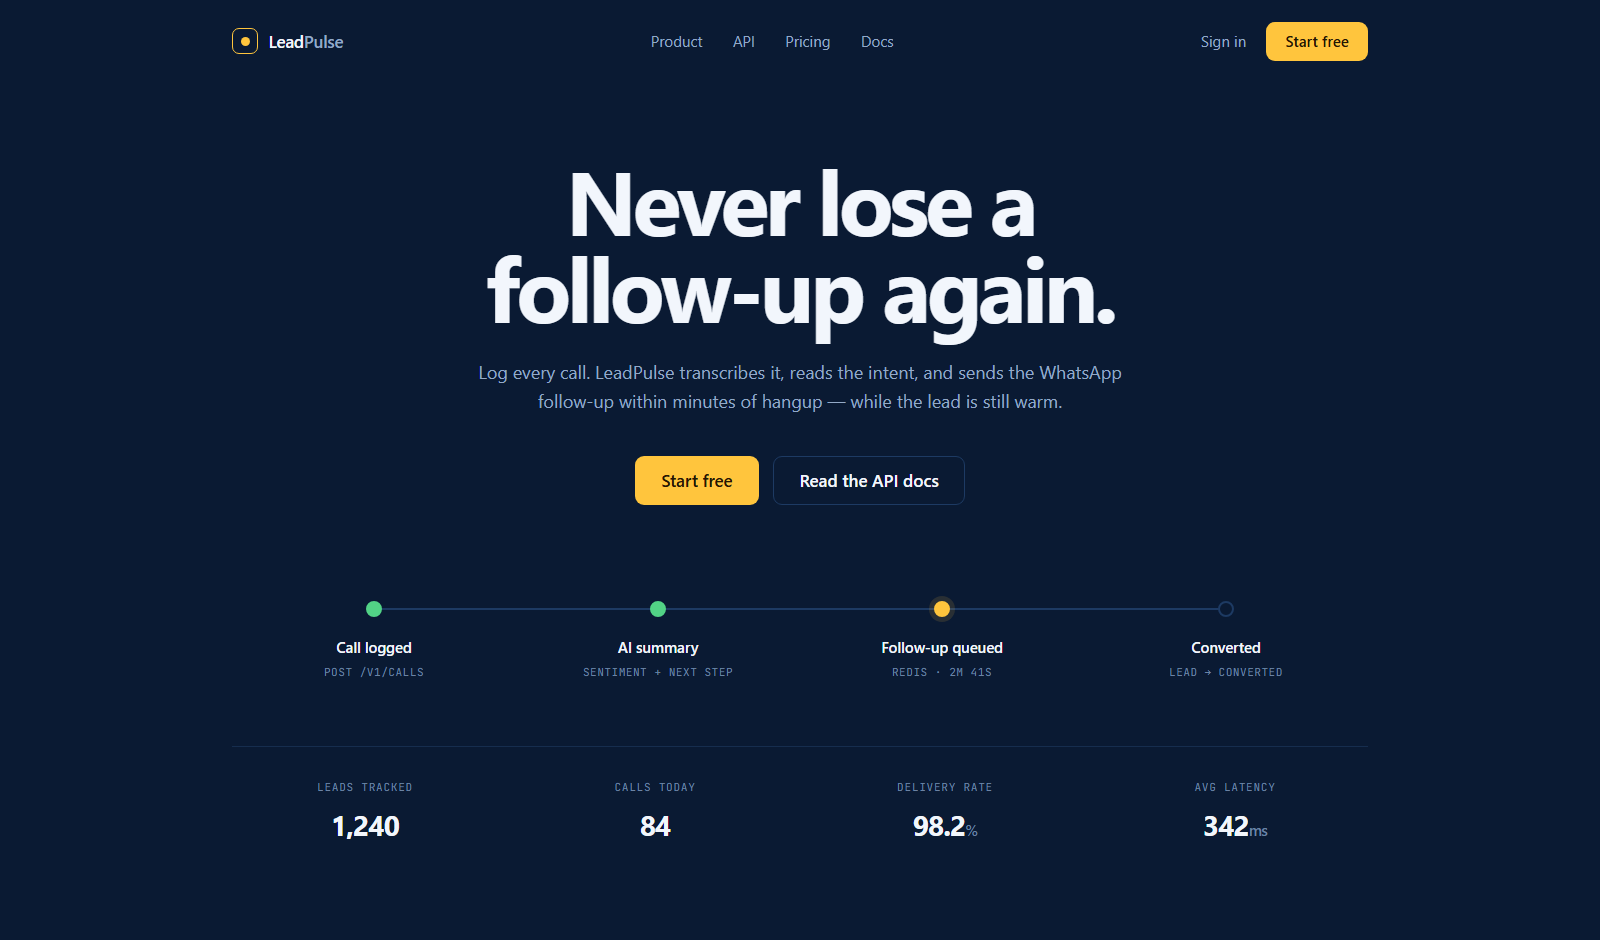 LeadPulse
Product API Pricing Docs
Sign in
Start free
Never lose a
follow-up again.
Log every call. LeadPulse transcribes it, reads the intent, and sends the WhatsApp
follow-up within minutes of hangup — while the lead is still warm.
Start free
Read the API docs
Call logged
POST /V1/CALLS
AI summary
SENTIMENT + NEXT STEP
Follow-up queued
REDIS · 2M 41S
Converted
LEAD → CONVERTED
LEADS TRACKED
1,240
CALLS TODAY
84
DELIVERY RATE
98.2%
AVG LATENCY
342ms